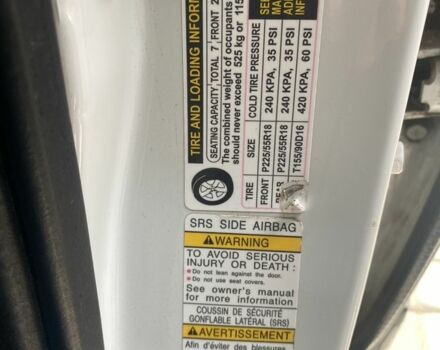 TIRE AND LOADING INFORM
SEATING CAPACITY, TOTAL 7, FRONT 2
The combined weight of occupants
should never exceed 525 kg or 115
TIRE SIZE COLD TIRE PRESSURE
FRONT P225/55R18 240 KPA, 35 PSI
REAR P225/55R18 240 KPA, 35 PSI
T155/90D16 420 KPA, 60 PSI
SRS SIDE AIRBAG
WARNING
TO AVOID SERIOUS
INJURY OR DEATH :
• Do not lean against the door.
• Do not use seat covers.
See owner's manual
for more information
COUSSIN DE SÉCURITÉ
GONFLABLE LATÉRAL (SRS)
AVERTISSEMENT
Afin d'éviter des blessures